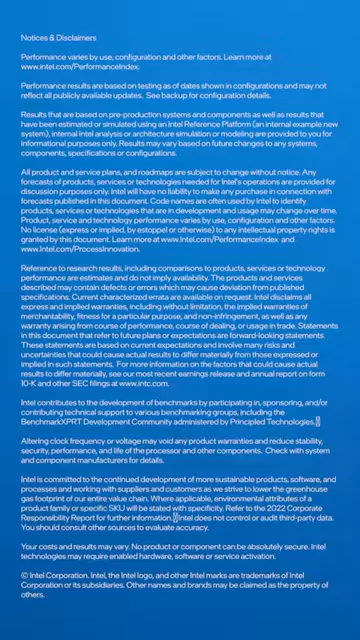 Notices & Disclaimers
Performance varies by use, configuration and other factors. Learn more at
www.intel.com/PerformanceIndex.
Performance results are based on testing as of dates shown in configurations and may not
reflect all publicly available updates. See backup for configuration details.
Results that are based on pre-production systems and components as well as results that
have been estimated or simulated using an Intel Reference Platform (an internal example new
system), internal Intel analysis or architecture simulation or modeling are provided to you for
informational purposes only. Results may vary based on future changes to any systems,
components, specifications or configurations.
All product and service plans, and roadmaps are subject to change without notice. Any
forecasts of products, services or technologies needed for Intel's operations are provided for
discussion purposes only. Intel will have no liability to make any purchase in connection with
forecasts published in this document. Code names are often used by Intel to identify
products, services or technologies that are in development and usage may change over time.
Product, service and technology performance varies by use, configuration and other factors.
No license (express or implied, by estoppel or otherwise) to any intellectual property rights is
granted by this document. Learn more at www.Intel.com/PerformanceIndex and
www.Intel.com/ProcessInnovation.
Reference to research results, including comparisons to products, services or technology
performance are estimates and do not imply availability. The products and services
described may contain defects or errors which may cause deviation from published
specifications. Current characterized errata are available on request. Intel disclaims all
express and implied warranties, including without limitation, the implied warranties of
merchantability, fitness for a particular purpose, and non-infringement, as well as any
warranty arising from course of performance, course of dealing, or usage in trade. Statements
in this document that refer to future plans or expectations are forward-looking statements.
These statements are based on current expectations and involve many risks and
uncertainties that could cause actual results to differ materially from those expressed or
implied in such statements. For more information on the factors that could cause actual
results to differ materially, see our most recent earnings release and annual report on form
10-K and other SEC filings at www.intc.com.
Intel contributes to the development of benchmarks by participating in, sponsoring, and/or
contributing technical support to various benchmarking groups, including the
BenchmarkXPRT Development Community administered by Principled Technologies.
Altering clock frequency or voltage may void any product warranties and reduce stability,
security, performance, and life of the processor and other components. Check with system
and component manufacturers for details.
Intel is committed to the continued development of more sustainable products, software, and
processes and working with suppliers and customers as we strive to lower the greenhouse
gas footprint of our entire value chain. Where applicable, environmental attributes of a
product family or specific SKU will be stated with specificity. Refer to the 2022 Corporate
Responsibility Report for further information. Intel does not control or audit third-party data.
You should consult other sources to evaluate accuracy.
Your costs and results may vary. No product or component can be absolutely secure. Intel
technologies may require enabled hardware, software or service activation.
© Intel Corporation. Intel, the Intel logo, and other Intel marks are trademarks of Intel
Corporation or its subsidiaries. Other names and brands may be claimed as the property of
others.